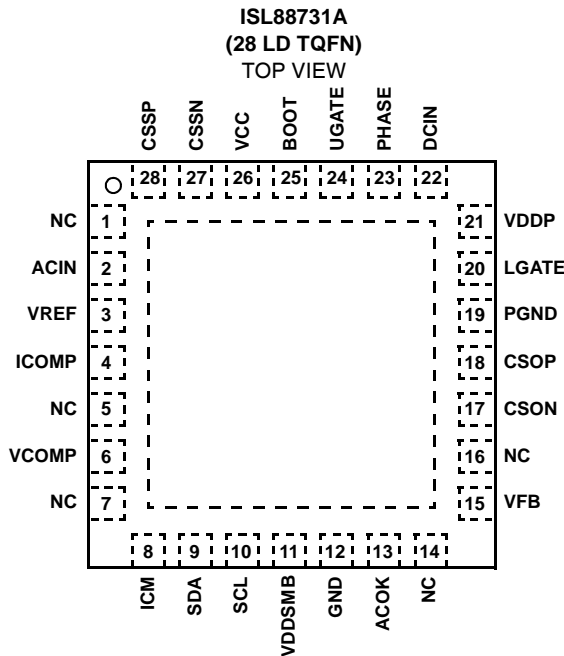 ISL88731A
(28 LD TQFN)
TOP VIEW
CSSP
CSSN
VCC
BOOT
UGATE
PHASE
DCIN
28 27 26 25 24 23 22
NC 1
ACIN 2
VREF 3
ICOMP 4
NC 5
VCOMP 6
NC 7
21 VDDP
20 LGATE
19 PGND
18 CSOP
17 CSON
16 NC
15 VFB
8 9 10 11 12 13 14
ICM
SDA
SCL
VDDSMB
GND
ACOK
NC